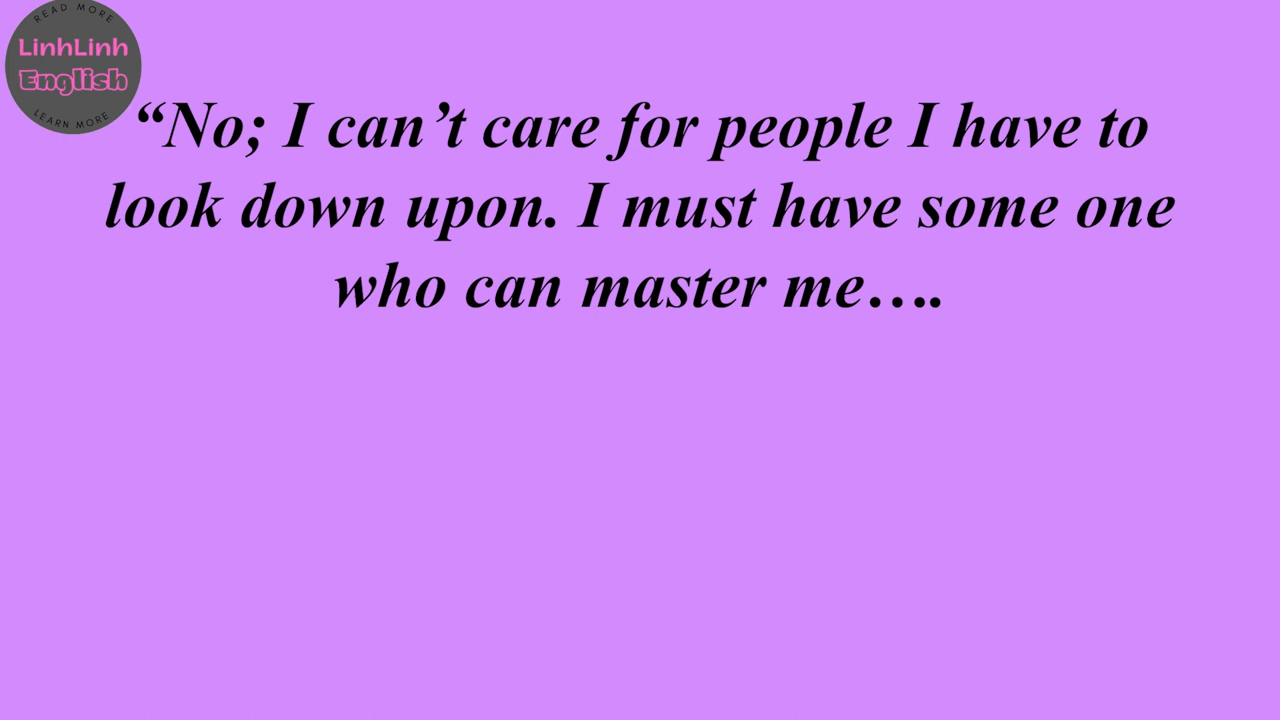 READ MORE
LinhLinh
English
LEARN MORE
“No; I can’t care for people I have to
look down upon. I must have some one
who can master me….